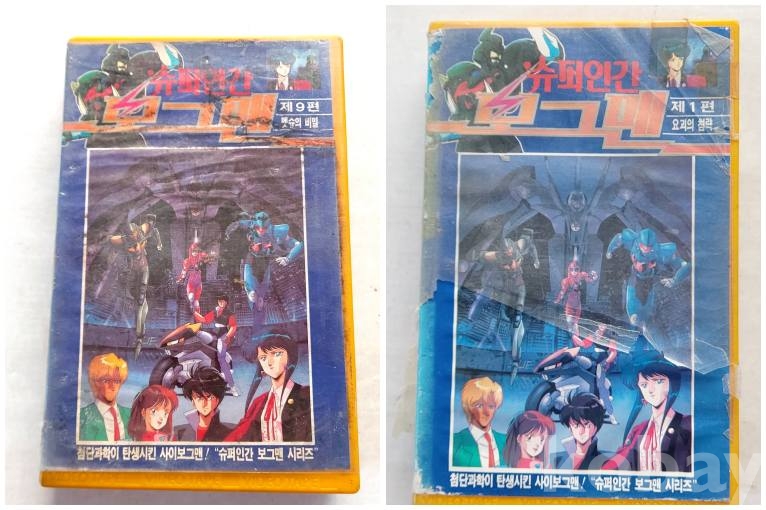 슈퍼인간
보그맨
제9편
멧슈의 비밀
첨단과학이 탄생시킨 사이보그맨! “슈퍼인간 보그맨 시리즈”
슈퍼인간
보그맨
제1편
요괴의 침략
첨단과학이 탄생시킨 사이보그맨! “슈퍼인간 보그맨 시리즈”
kobay